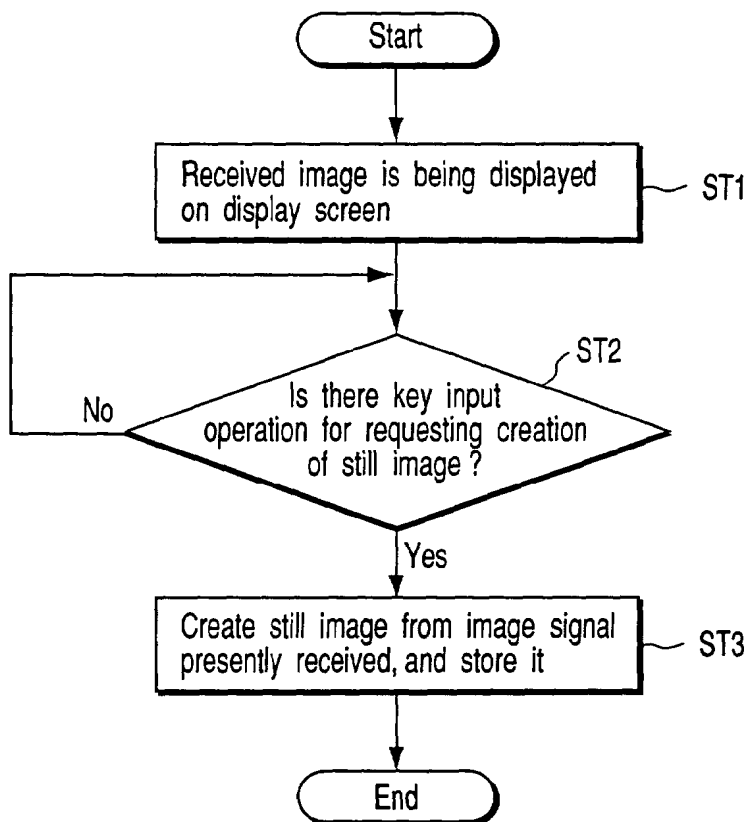 Start
Received image is being displayed
on display screen
ST1
ST2
Is there key input
operation for requesting creation
of still image?
No
Yes
Create still image from image signal
presently received, and store it
ST3
End